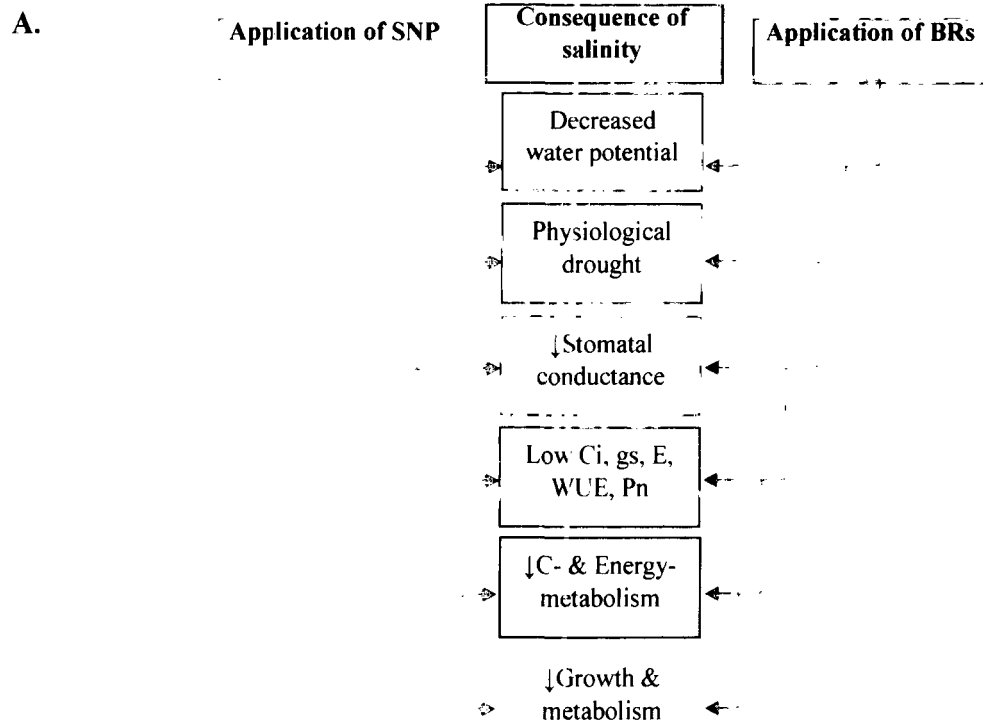 A.
Application of SNP
Consequence of
salinity
Application of BRs
Decreased
water potential
Physiological
drought
↓Stomatal
conductance
Low Ci, gs, E,
WUE, Pn
↓C- & Energy-
metabolism
↓Growth &
metabolism